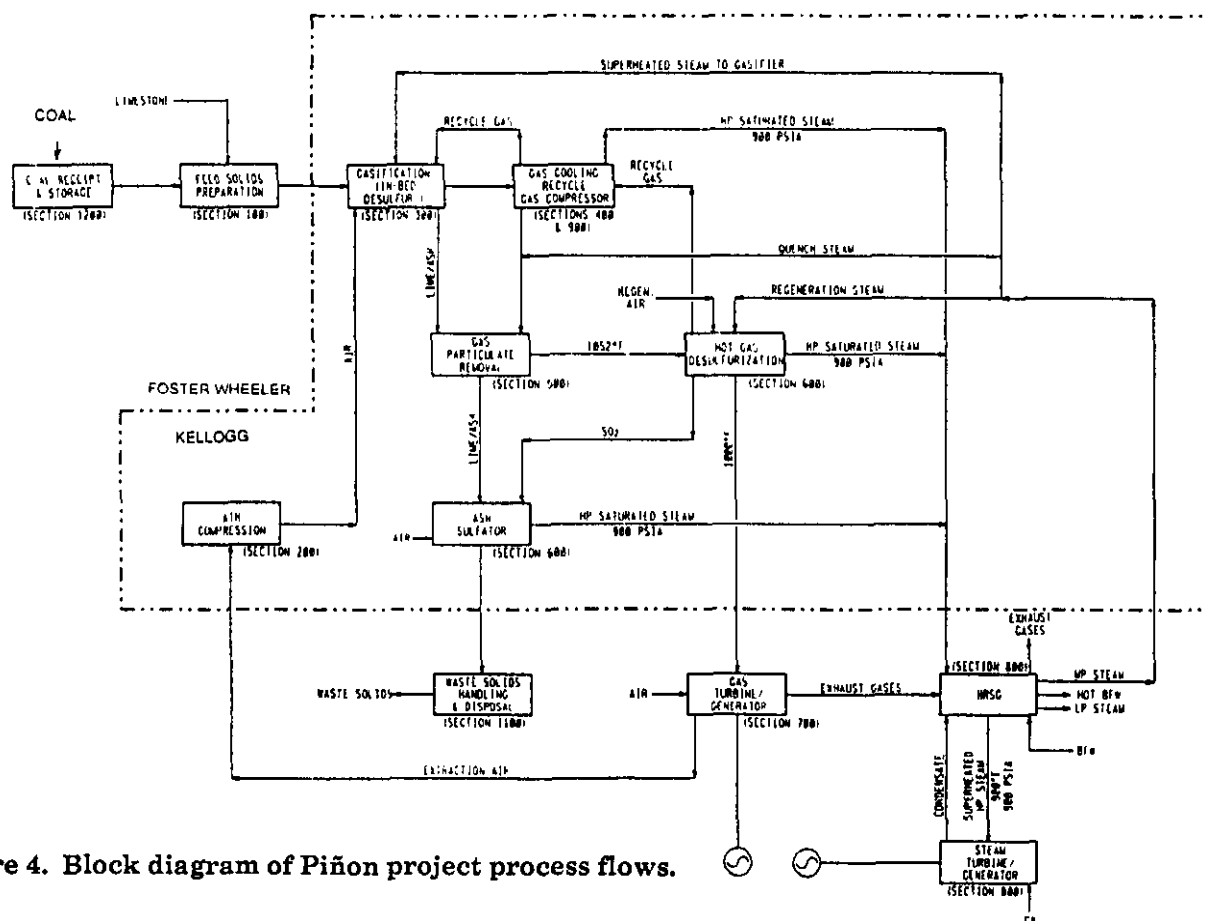 SUPERHEATED STEAM TO GASIFIER
LIMESTONE
COAL
RECYCLE GAS
HP SATURATED STEAM
900 PSIA
RECYCLE
GAS
RECEIPT
& STORAGE
(SECTION 1200)
FEED SOLIDS
PREPARATION
(SECTION 100)
GASIFICATION
(IN-BED
DESULFUR.)
(SECTION 300)
GAS COOLING
RECYCLE
GAS COMPRESSOR
(SECTIONS 400
& 900)
QUENCH STEAM
LIME/ASH
REGEN.
AIR
REGENERATION STEAM
AIR
GAS
PARTICULATE
REMOVAL
(SECTION 500)
1052°F
HOT GAS
DESULFURIZATION
(SECTION 600)
HP SATURATED STEAM
900 PSIA
FOSTER WHEELER
KELLOGG
LIME/ASH
SO2
1000°F
AIR
COMPRESSION
(SECTION 200)
ASH
SULFATOR
(SECTION 600)
AIR
HP SATURATED STEAM
900 PSIA
EXHAUST
GASES
(SECTION 800)
WASTE SOLIDS
WASTE SOLIDS
HANDLING
& DISPOSAL
(SECTION 1100)
AIR
GAS
TURBINE/
GENERATOR
(SECTION 700)
EXHAUST GASES
HRSG
MP STEAM
HOT BFW
LP STEAM
BFW
EXTRACTION AIR
CONDENSATE
SUPERHEATED
HP STEAM
900°F
900 PSIA
STEAM
TURBINE/
GENERATOR
(SECTION 800)
re 4. Block diagram of Piñon project process flows.